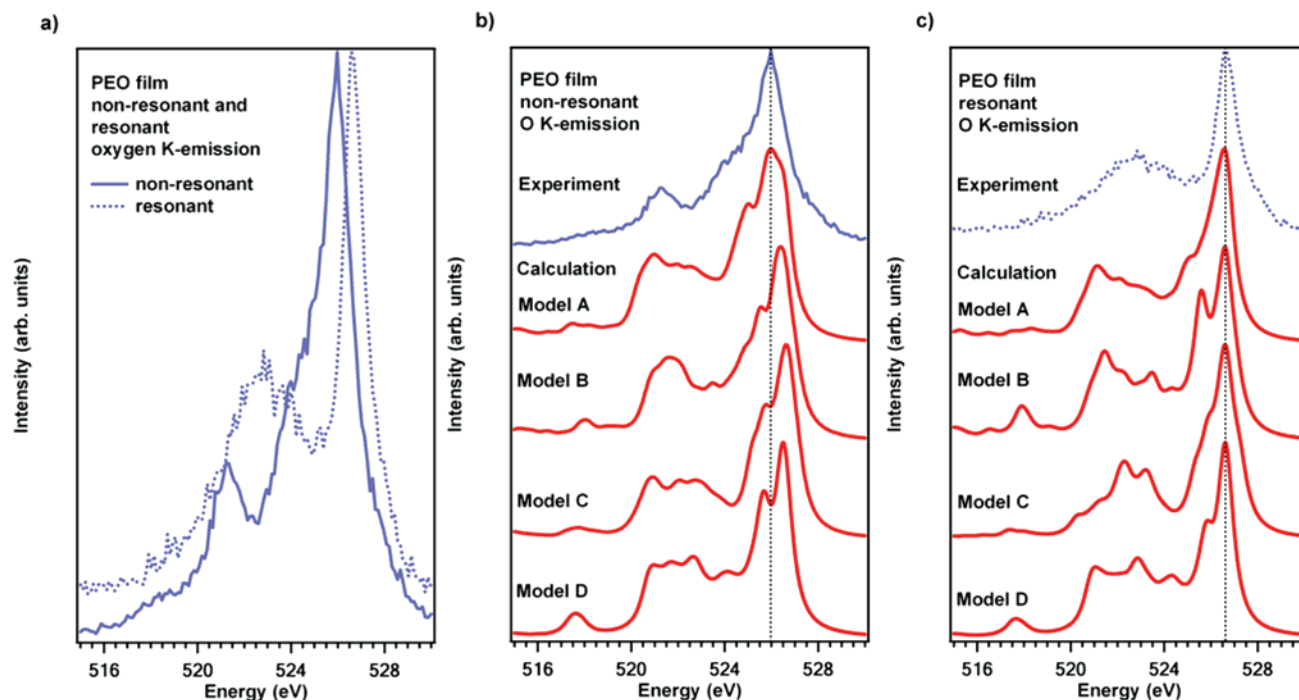 a)
PEO film
non-resonant and
resonant
oxygen K-emission
non-resonant
resonant
Intensity (arb. units)
516
520
524
528
Energy (eV)
b)
PEO film
non-resonant
O K-emission
Experiment
Calculation
Model A
Model B
Model C
Model D
Intensity (arb. units)
516
520
524
528
Energy (eV)
c)
PEO film
resonant
O K-emission
Experiment
Calculation
Model A
Model B
Model C
Model D
Intensity (arb. units)
516
520
524
528
Energy (eV)